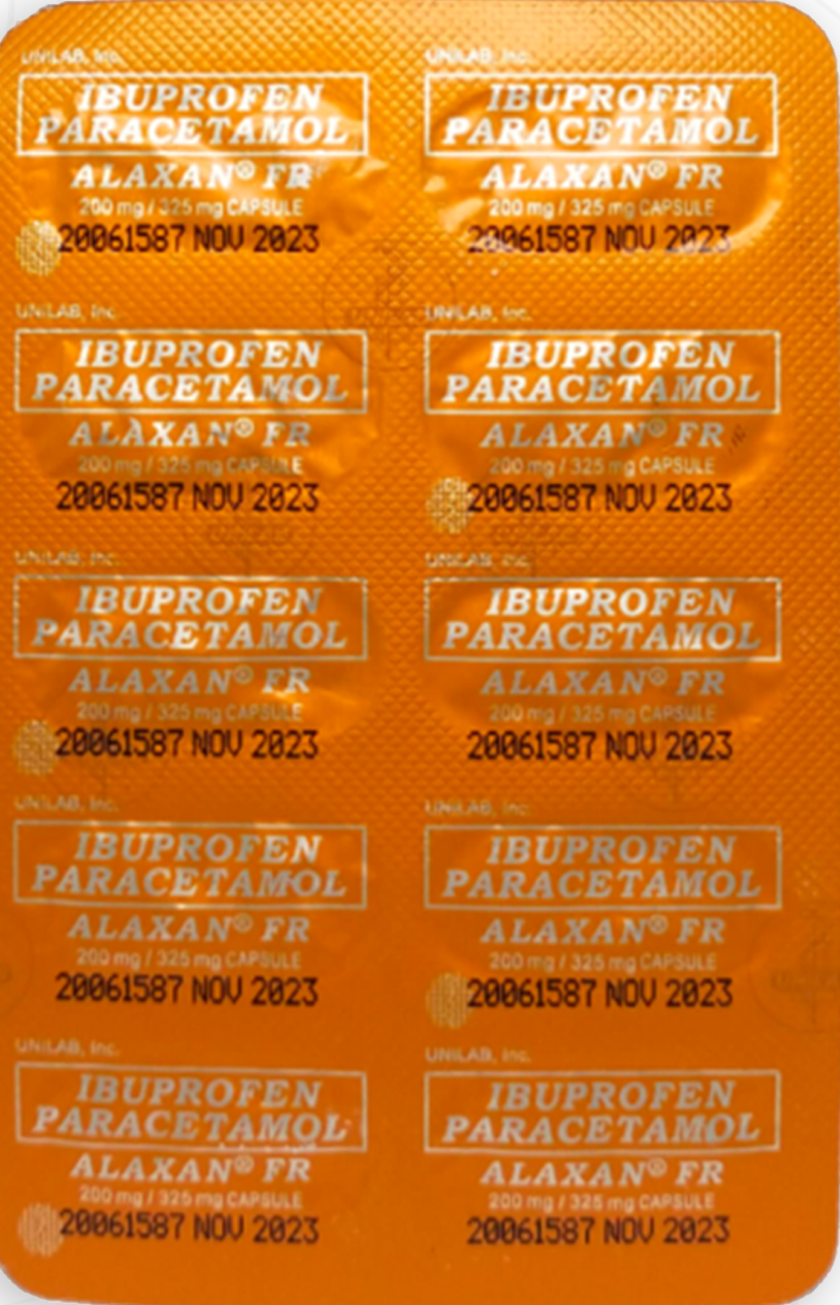 UNILAB, Inc.
IBUPROFEN
PARACETAMOL
ALAXAN® FR
200 mg / 325 mg CAPSULE
20061587 NOV 2023
UNILAB, Inc.
IBUPROFEN
PARACETAMOL
ALAXAN® FR
200 mg / 325 mg CAPSULE
20061587 NOV 2023
UNILAB, Inc.
IBUPROFEN
PARACETAMOL
ALAXAN® FR
200 mg / 325 mg CAPSULE
20061587 NOV 2023
UNILAB, Inc.
IBUPROFEN
PARACETAMOL
ALAXAN® FR
200 mg / 325 mg CAPSULE
20061587 NOV 2023
UNILAB, Inc.
IBUPROFEN
PARACETAMOL
ALAXAN® FR
200 mg / 325 mg CAPSULE
20061587 NOV 2023
UNILAB, Inc.
IBUPROFEN
PARACETAMOL
ALAXAN® FR
200 mg / 325 mg CAPSULE
20061587 NOV 2023
UNILAB, Inc.
IBUPROFEN
PARACETAMOL
ALAXAN® FR
200 mg / 325 mg CAPSULE
20061587 NOV 2023
UNILAB, Inc.
IBUPROFEN
PARACETAMOL
ALAXAN® FR
200 mg / 325 mg CAPSULE
20061587 NOV 2023
UNILAB, Inc.
IBUPROFEN
PARACETAMOL
ALAXAN® FR
200 mg / 325 mg CAPSULE
20061587 NOV 2023
UNILAB, Inc.
IBUPROFEN
PARACETAMOL
ALAXAN® FR
200 mg / 325 mg CAPSULE
20061587 NOV 2023